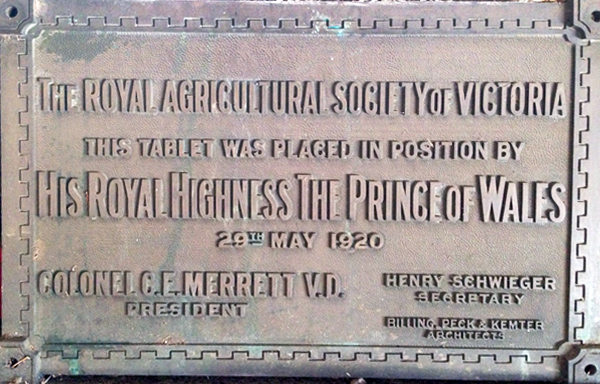 THE ROYAL AGRICULTURAL SOCIETY OF VICTORIA
THIS TABLET WAS PLACED IN POSITION BY
HIS ROYAL HIGHNESS THE PRINCE OF WALES
29TH MAY 1920
COLONEL C.E. MERRETT V.D.
PRESIDENT
HENRY SCHWIEGER
SECRETARY
BILLING, PECK & KEMTER
ARCHITECTS